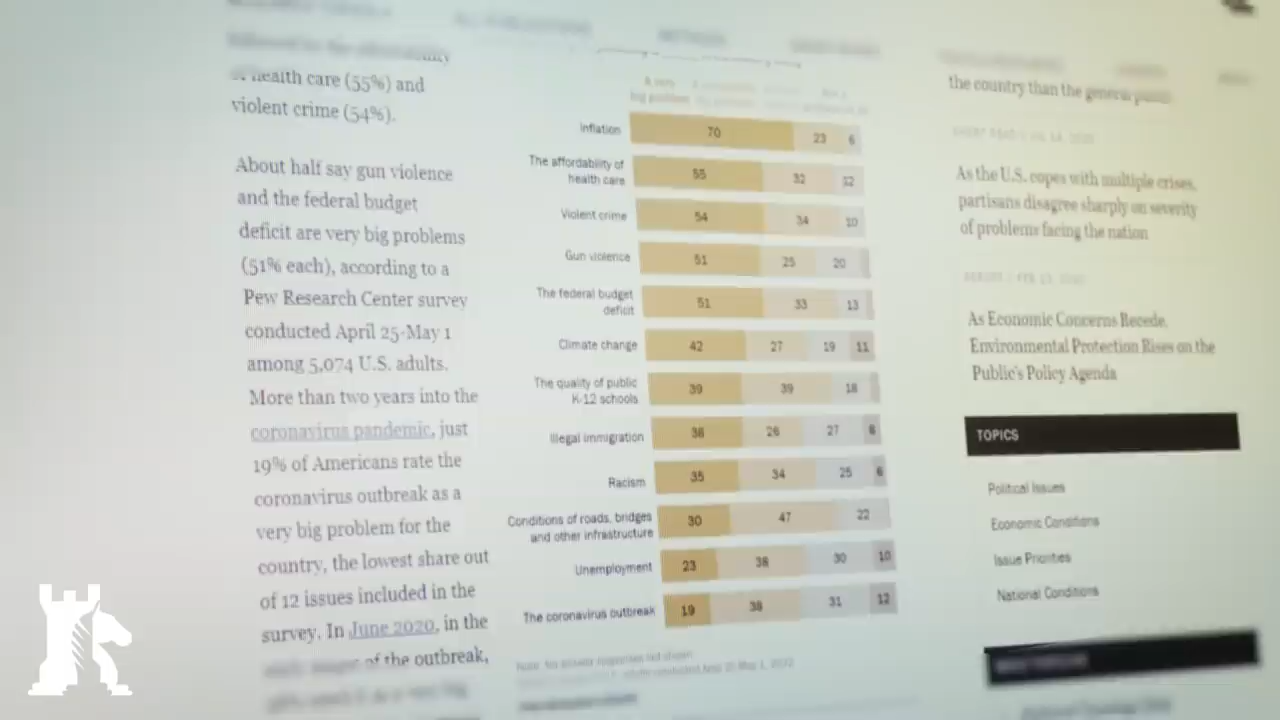 health care (55%) and
violent crime (54%).
About half say gun violence
and the federal budget
deficit are very big problems
(51% each), according to a
Pew Research Center survey
conducted April 25-May 1
among 5,074 U.S. adults.
More than two years into the
coronavirus pandemic, just
19% of Americans rate the
coronavirus outbreak as a
very big problem for the
country, the lowest share out
of 12 issues included in the
survey. In June 2020, in the
of the outbreak,
A very
big problem
Inflation 70 23 6
The affordability of
health care 55 32 12
Violent crime 54 34 10
Gun violence 51 25 20
The federal budget
deficit 51 33 13
Climate change 42 27 19 11
The quality of public
K-12 schools 39 39 18
Illegal immigration 38 26 27 8
Racism 35 34 25 6
Conditions of roads, bridges
and other infrastructure 30 47 22
Unemployment 23 38 30 10
The coronavirus outbreak 19 38 31 12
the country than the general public
As the U.S. copes with multiple crises,
partisans disagree sharply on severity
of problems facing the nation
As Economic Concerns Recede,
Environmental Protection Rises on the
Public's Policy Agenda
TOPICS
Political Issues
Economic Conditions
Issue Priorities
National Conditions